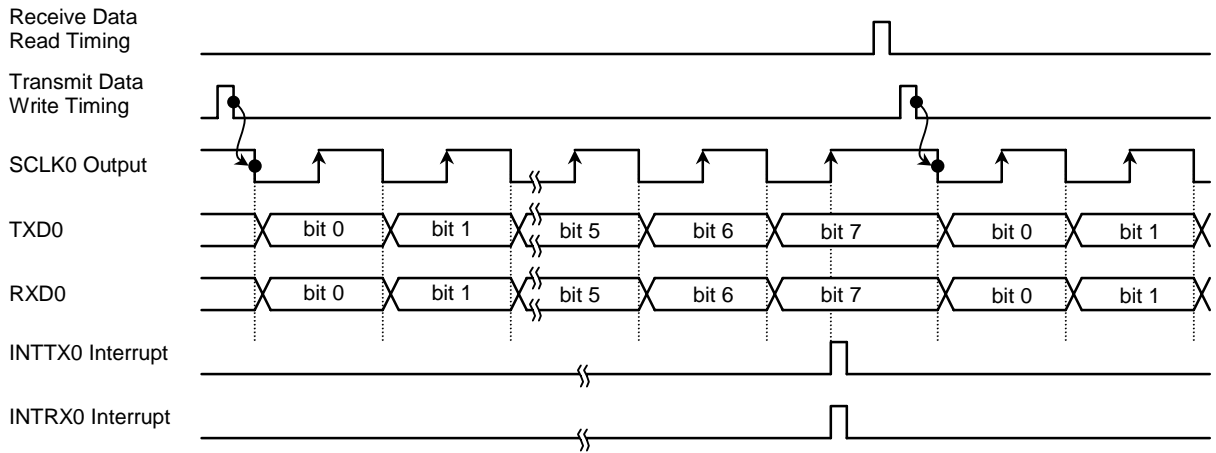 Receive Data
Read Timing
Transmit Data
Write Timing
SCLK0 Output
TXD0 bit 0 bit 1 bit 5 bit 6 bit 7 bit 0 bit 1
RXD0 bit 0 bit 1 bit 5 bit 6 bit 7 bit 0 bit 1
INTTX0 Interrupt
INTRX0 Interrupt